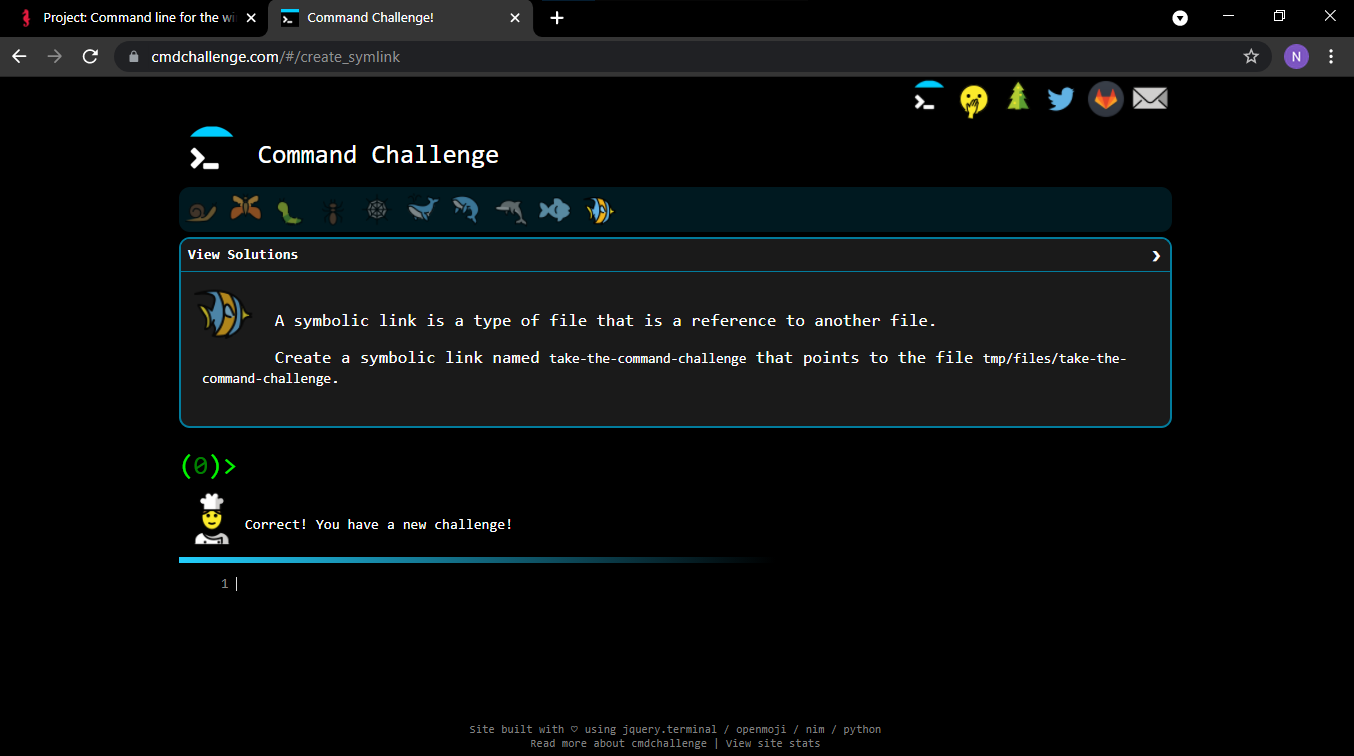 Project: Command line for the wi
Command Challenge!
cmdchallenge.com/#/create_symlink
N
Command Challenge
View Solutions
A symbolic link is a type of file that is a reference to another file.
Create a symbolic link named take-the-command-challenge that points to the file tmp/files/take-the-
command-challenge.
(0)>
Correct! You have a new challenge!
1
Site built with ♡ using jquery.terminal / openmoji / nim / python
Read more about cmdchallenge | View site stats